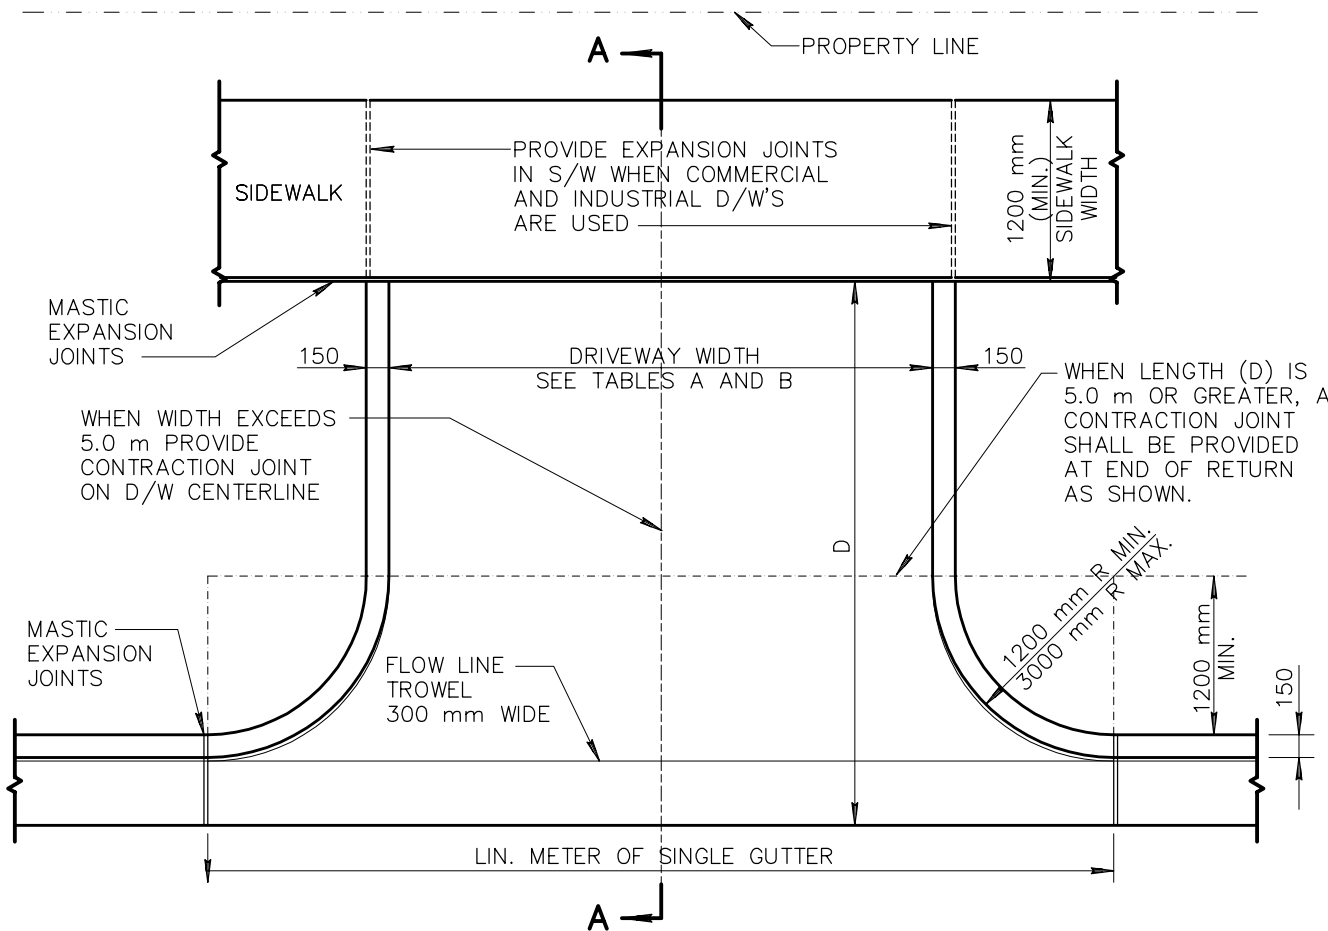 PROPERTY LINE
A
PROVIDE EXPANSION JOINTS
IN S/W WHEN COMMERCIAL
AND INDUSTRIAL D/W'S
ARE USED
SIDEWALK
1200 mm
(MIN.)
SIDEWALK
WIDTH
MASTIC
EXPANSION
JOINTS
150
DRIVEWAY WIDTH
SEE TABLES A AND B
150
WHEN LENGTH (D) IS
5.0 m OR GREATER, A
CONTRACTION JOINT
SHALL BE PROVIDED
AT END OF RETURN
AS SHOWN.
WHEN WIDTH EXCEEDS
5.0 m PROVIDE
CONTRACTION JOINT
ON D/W CENTERLINE
D
1200 mm R MIN.
3000 mm R MAX.
MASTIC
EXPANSION
JOINTS
FLOW LINE
TROWEL
300 mm WIDE
1200 mm
MIN.
150
LIN. METER OF SINGLE GUTTER
A